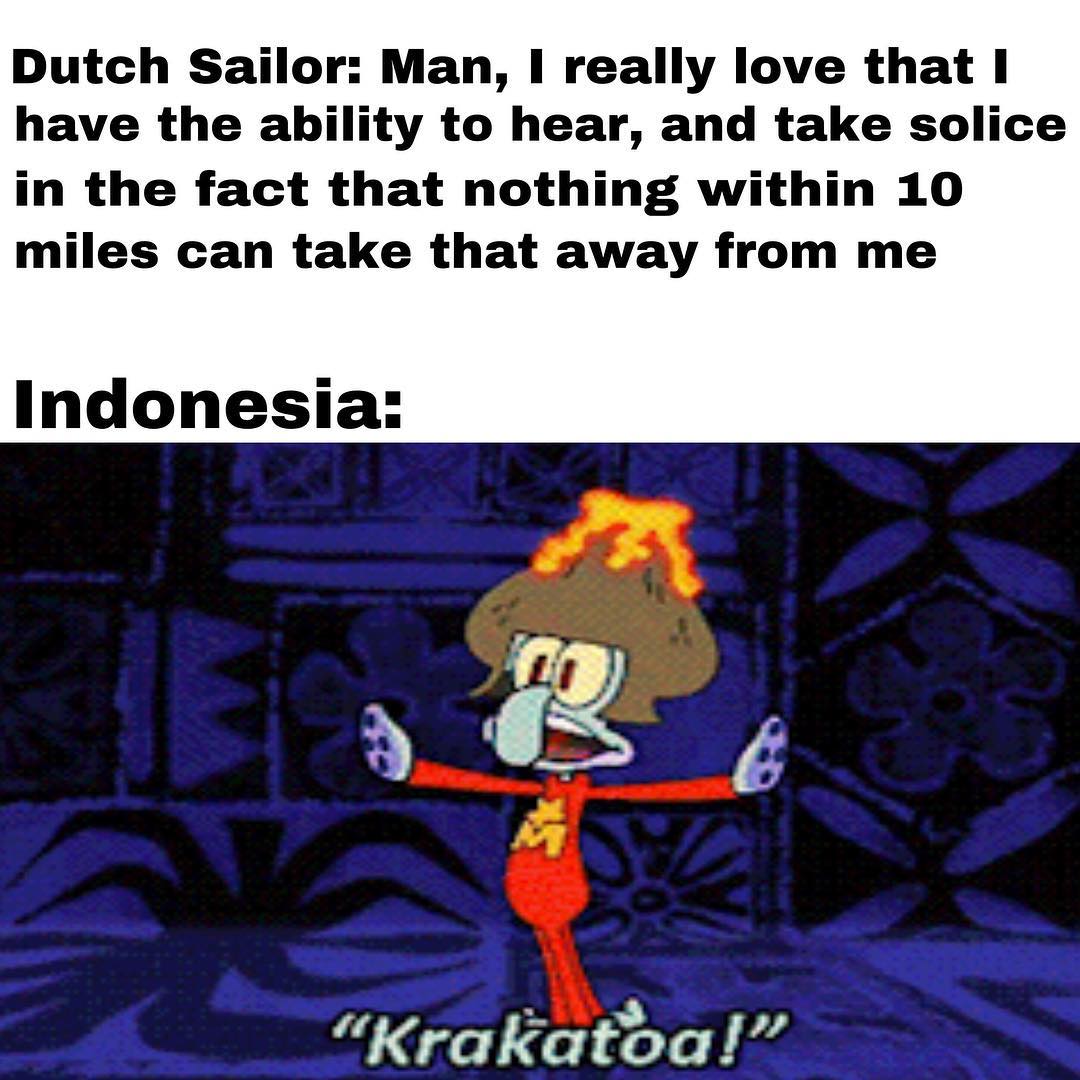 Dutch Sailor: Man, I really love that I
have the ability to hear, and take solice
in the fact that nothing within 10
miles can take that away from me
Indonesia:
M
“Krakatoa!”